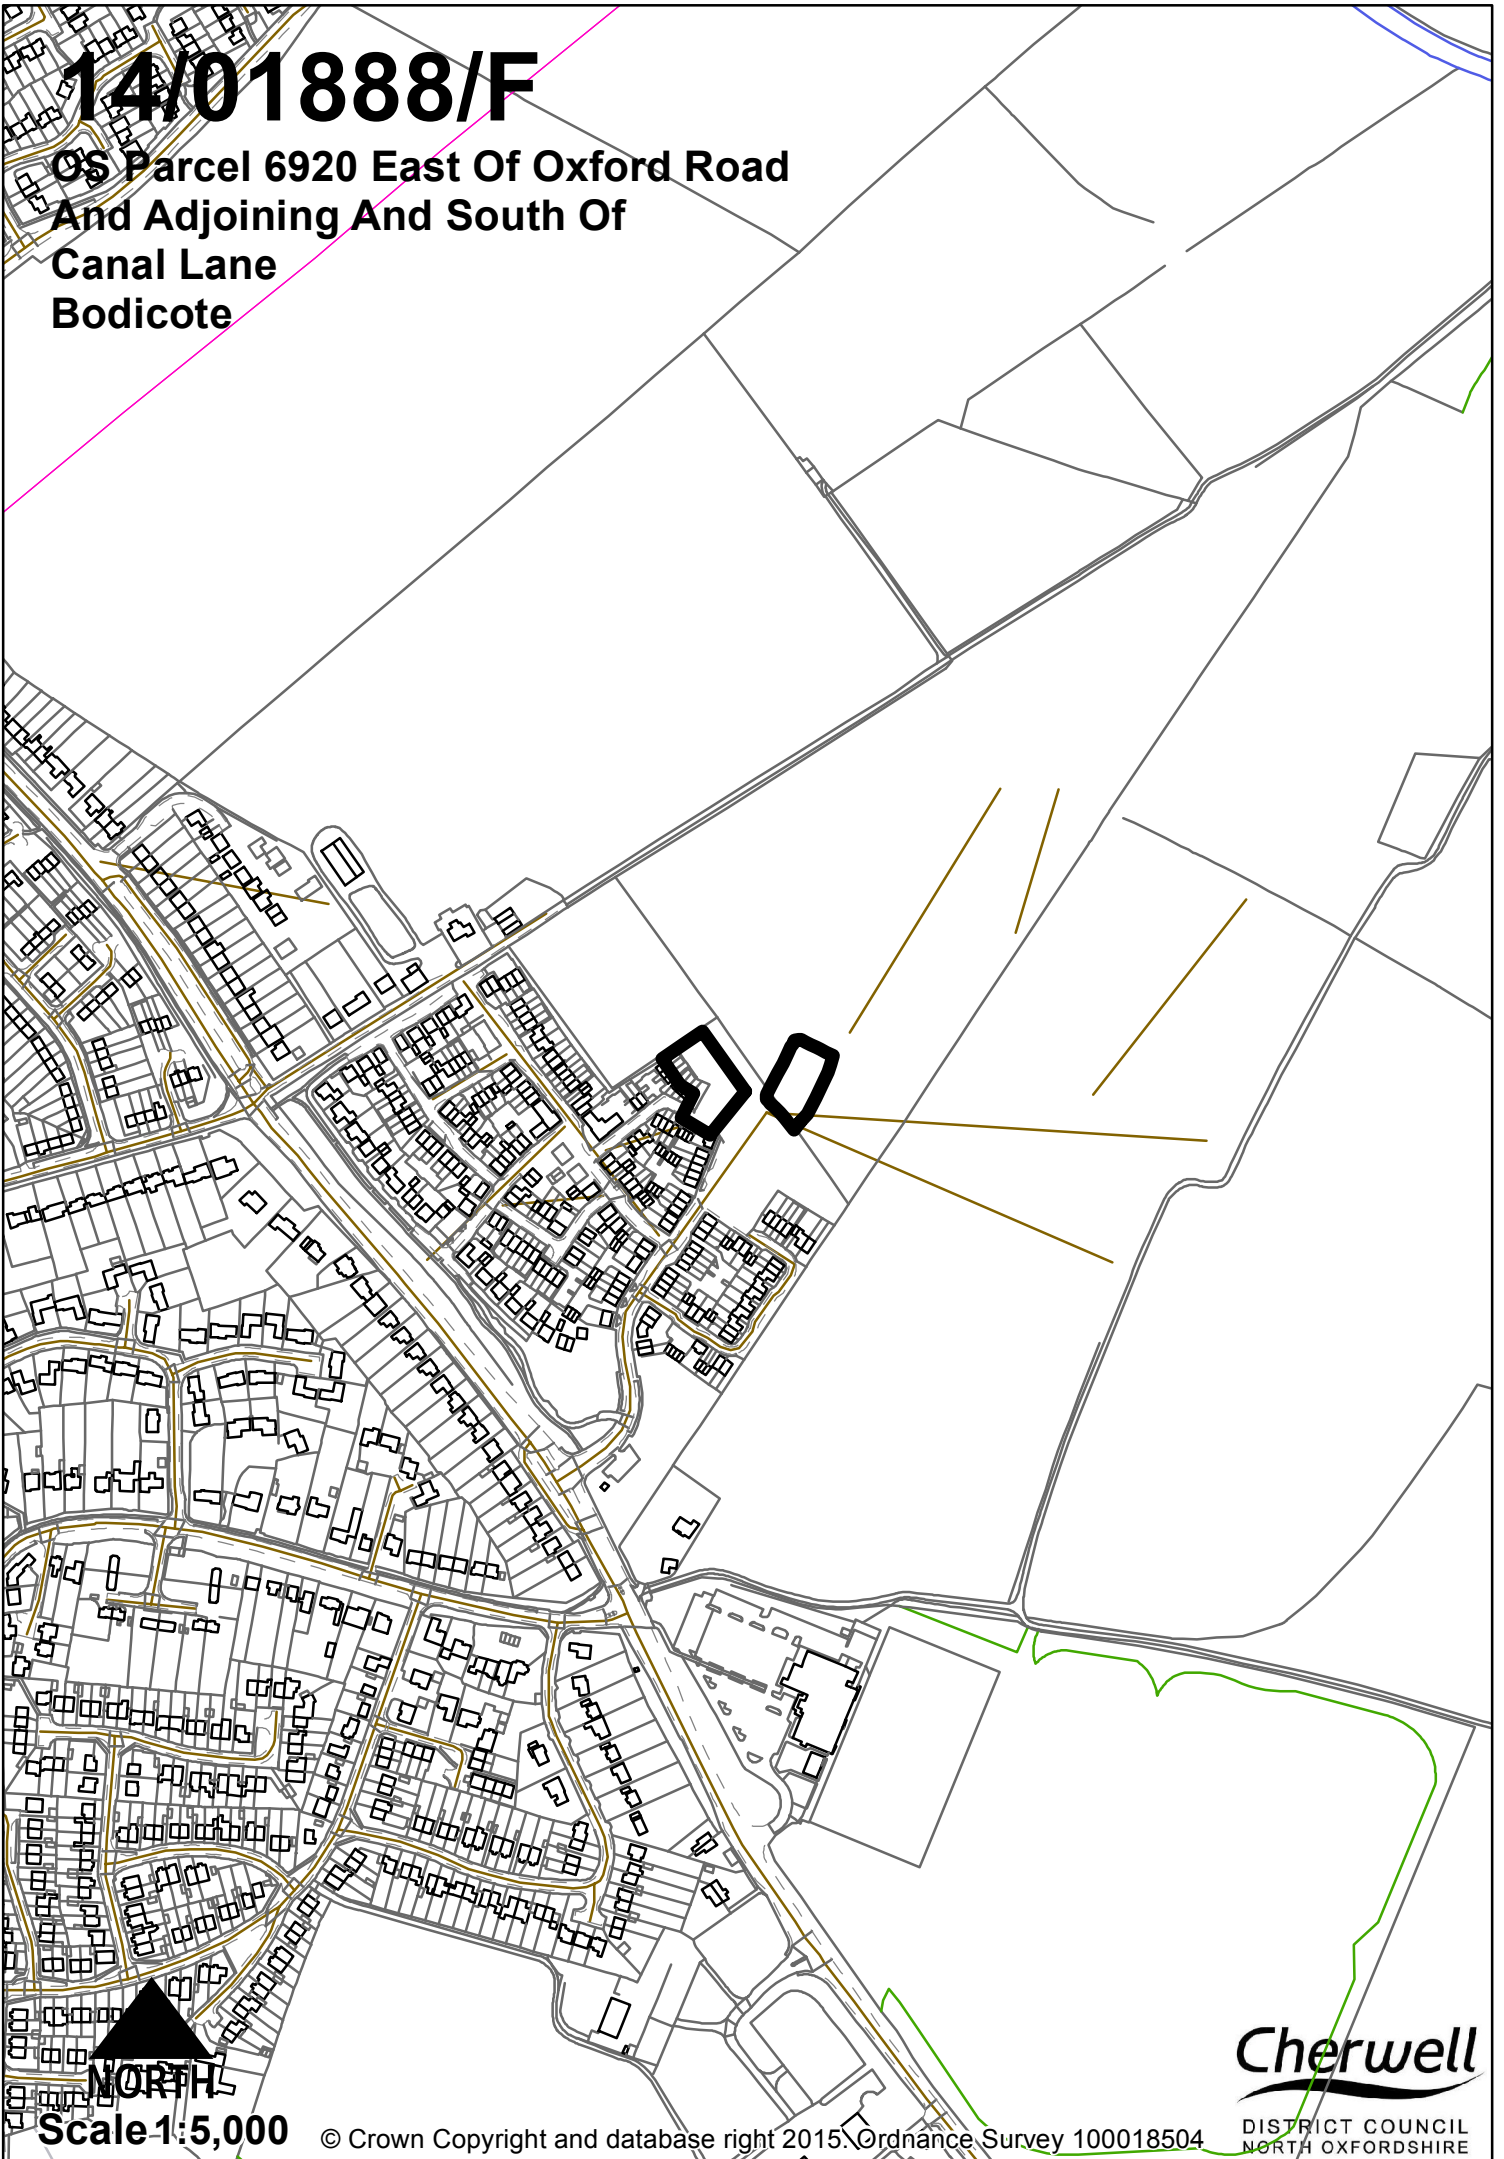 14/01888/F
OS Parcel 6920 East Of Oxford Road
And Adjoining And South Of
Canal Lane
Bodicote
NORTH
Scale 1:5,000
© Crown Copyright and database right 2015. Ordnance Survey 100018504
Cherwell
DISTRICT COUNCIL
NORTH OXFORDSHIRE